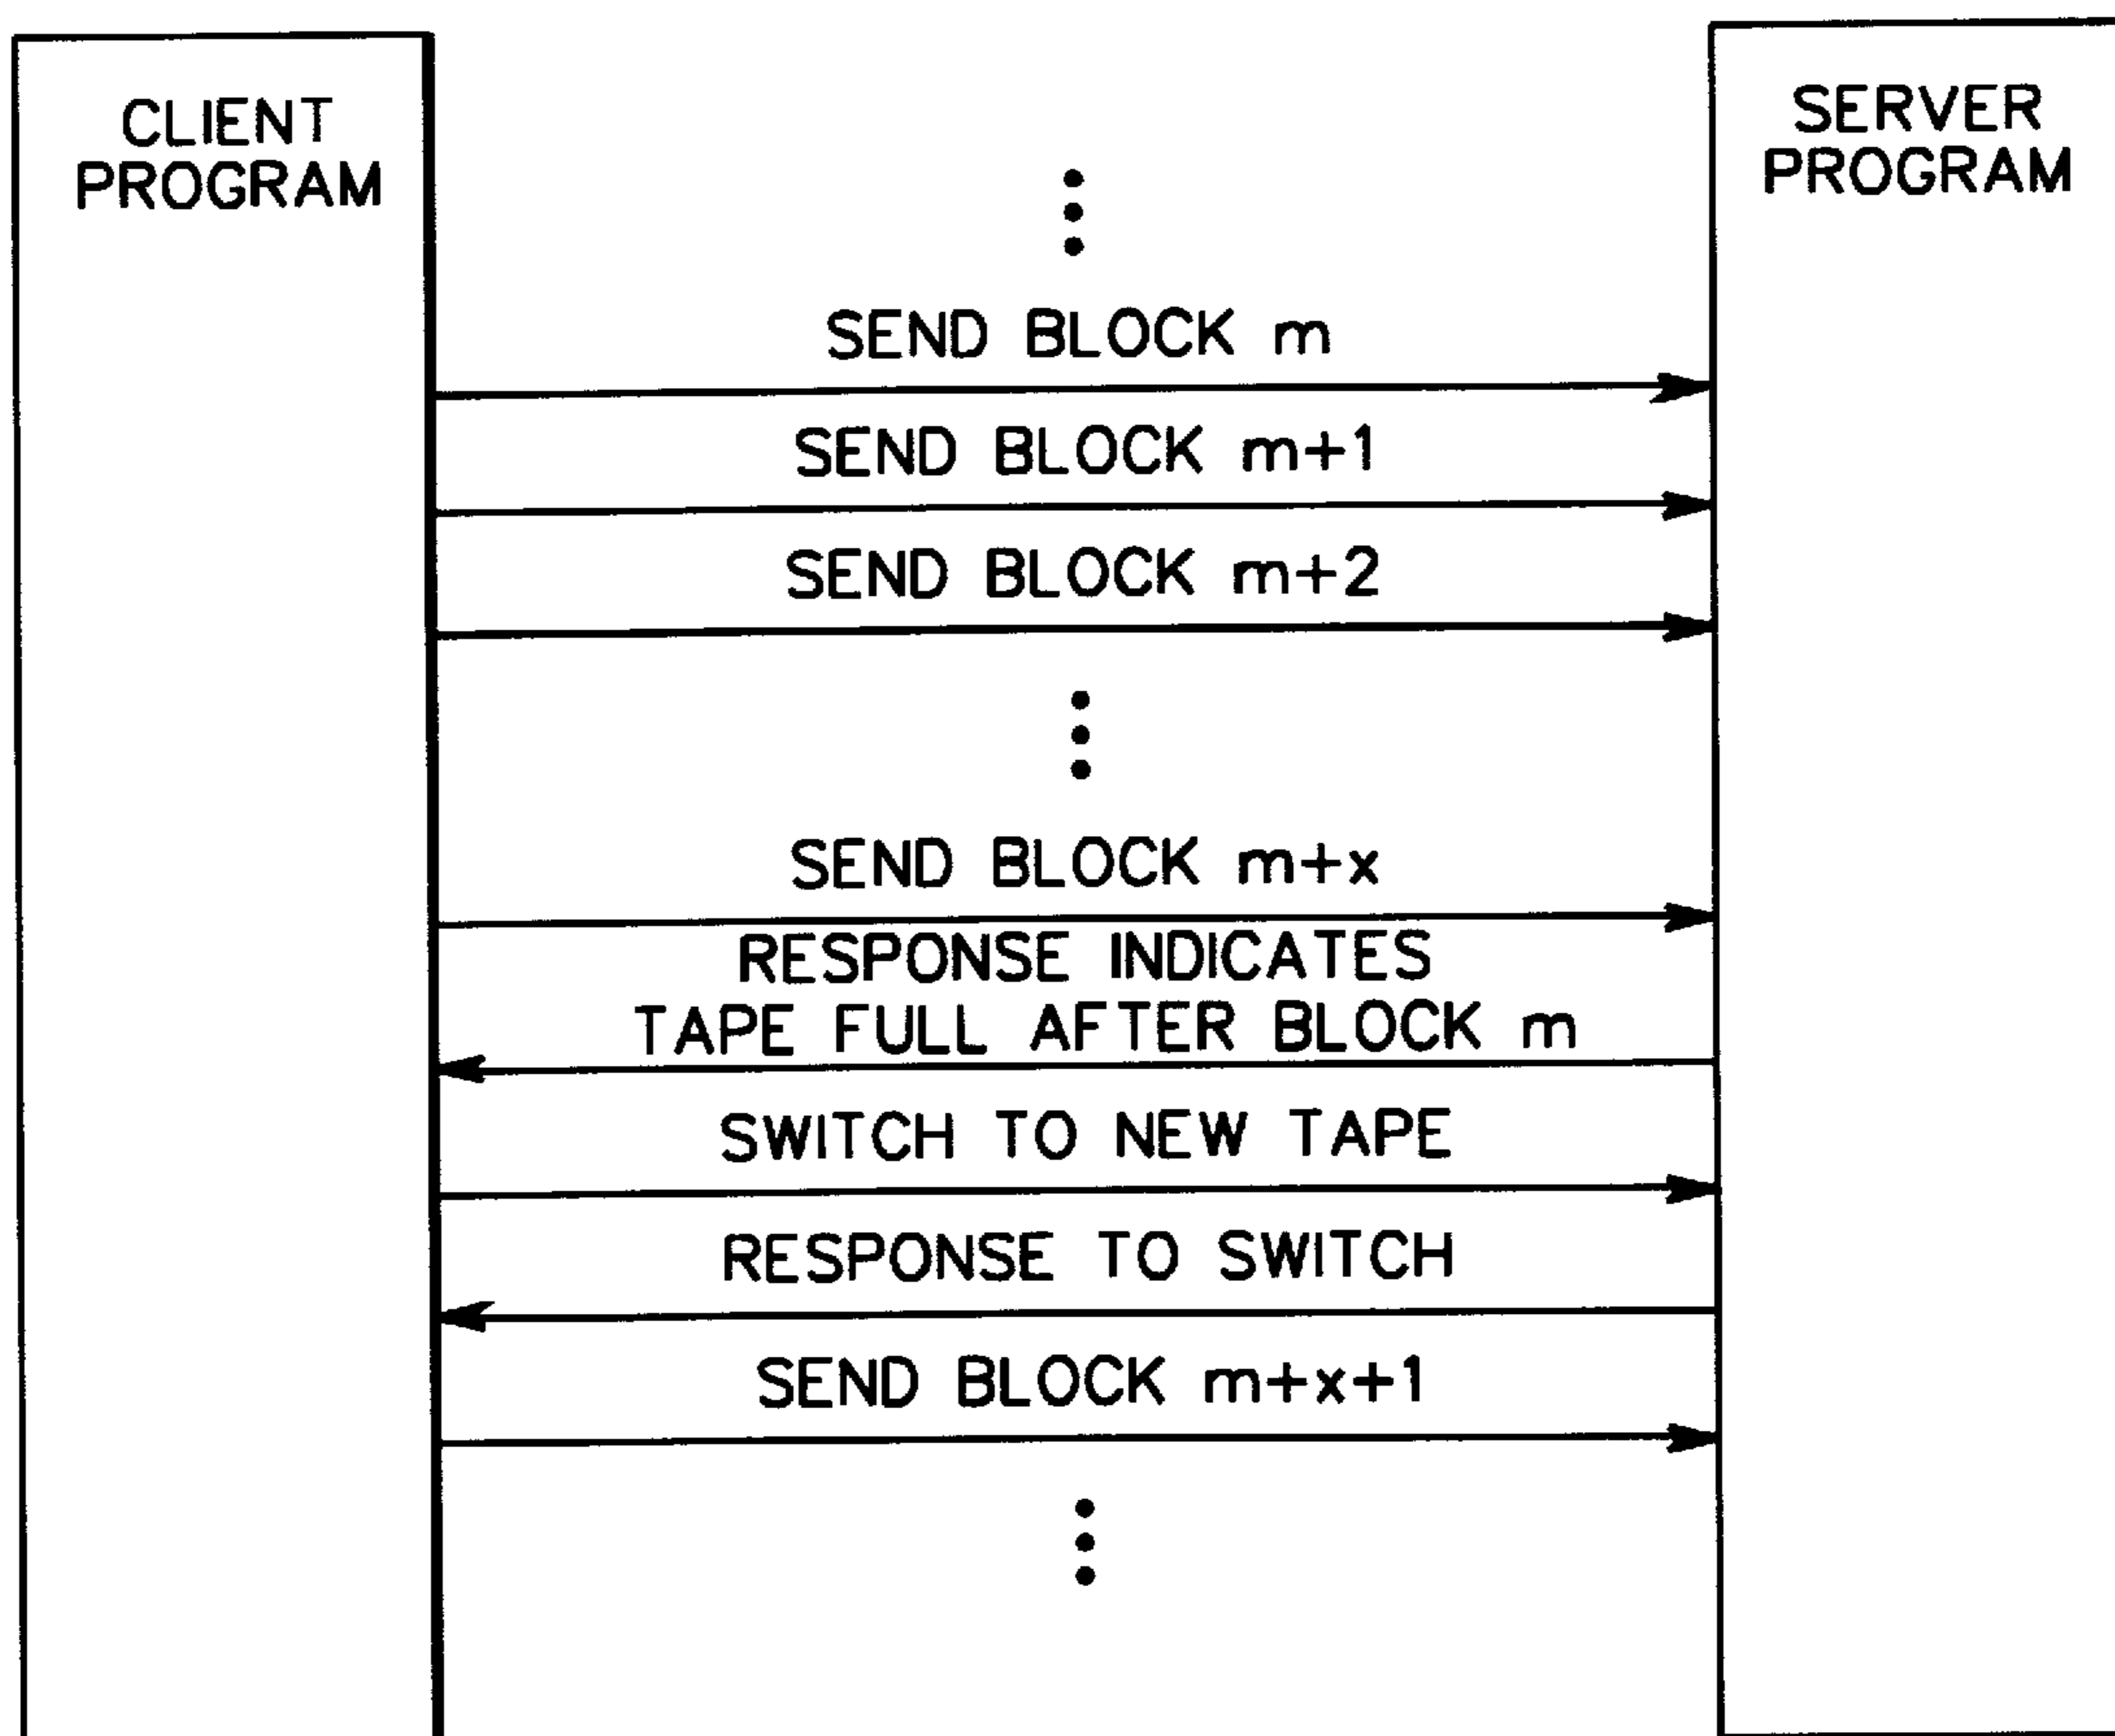 CLIENT
PROGRAM
SERVER
PROGRAM
SEND BLOCK m
SEND BLOCK m+1
SEND BLOCK m+2
SEND BLOCK m+x
RESPONSE INDICATES
TAPE FULL AFTER BLOCK m
SWITCH TO NEW TAPE
RESPONSE TO SWITCH
SEND BLOCK m+x+1